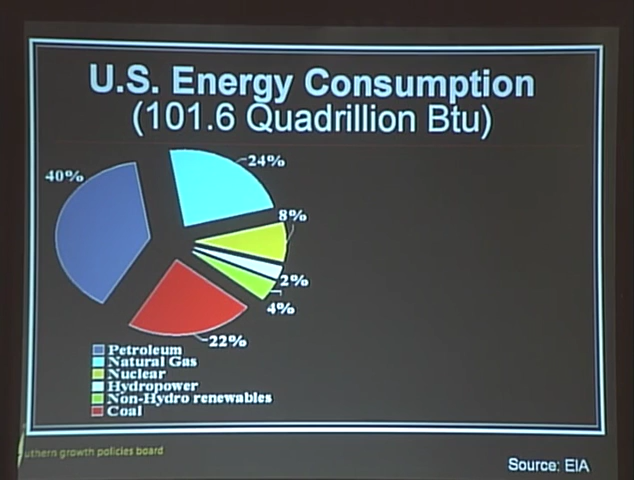 U.S. Energy Consumption
(101.6 Quadrillion Btu)
24%
40%
8%
2%
4%
22%
Petroleum
Natural Gas
Nuclear
Hydropower
Non-Hydro renewables
Coal
uthern growth policies board
Source: EIA